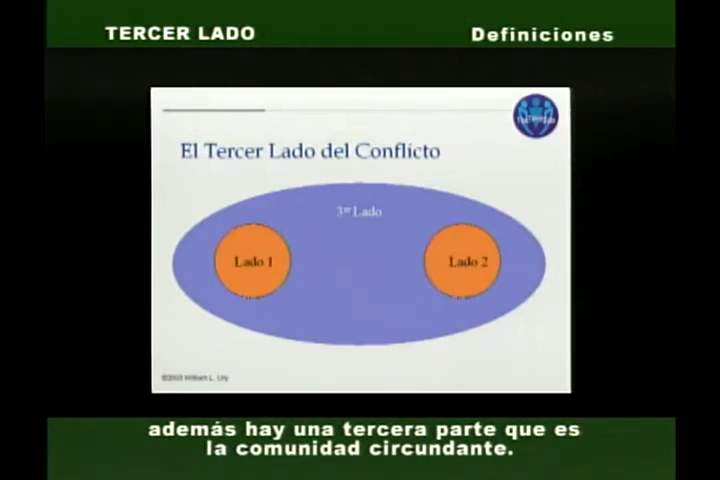 TERCER LADO
Definiciones
El Tercer Lado del Conflicto
3er Lado
Lado 1
Lado 2
©2003 William L. Ury
además hay una tercera parte que es
la comunidad circundante.